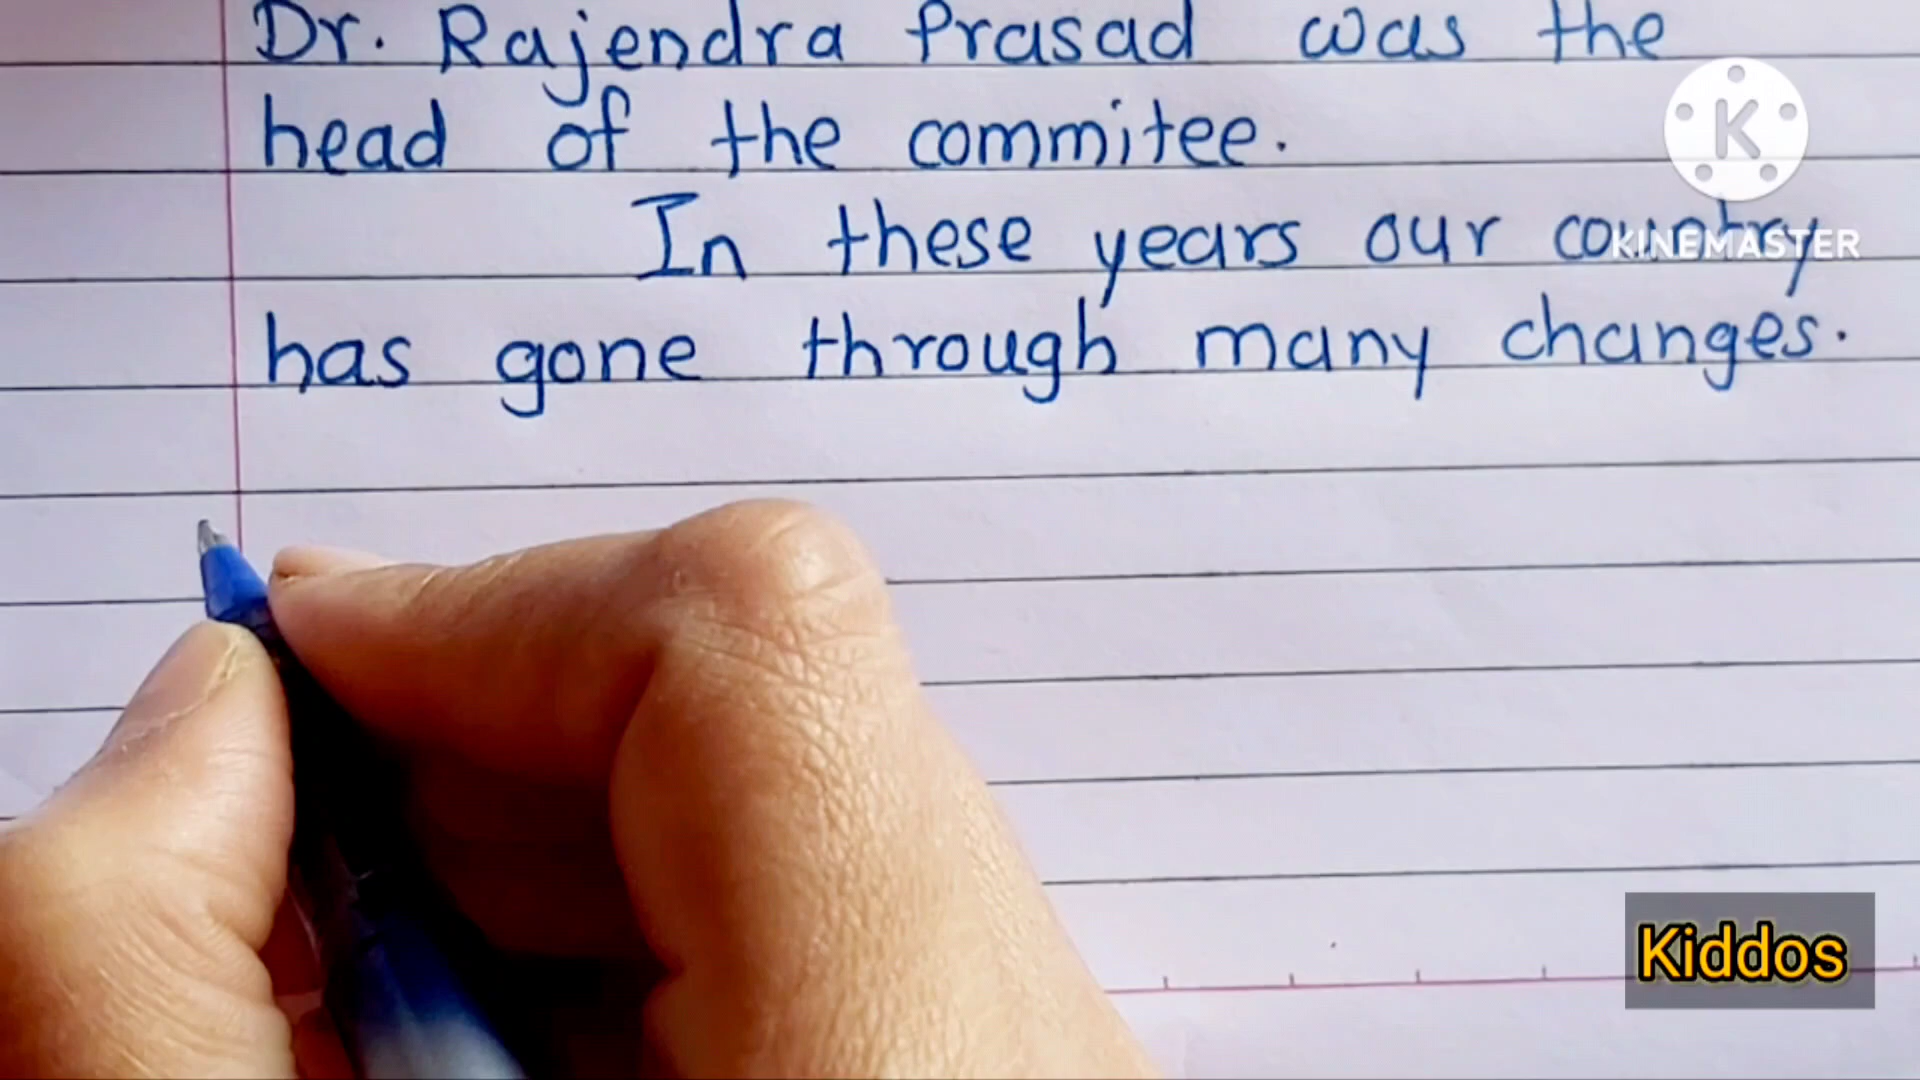 Dr. Rajendra Prasad was the
head of the commitee.
In these years our country
has gone through many changes.
K
KINEMASTER
Kiddos